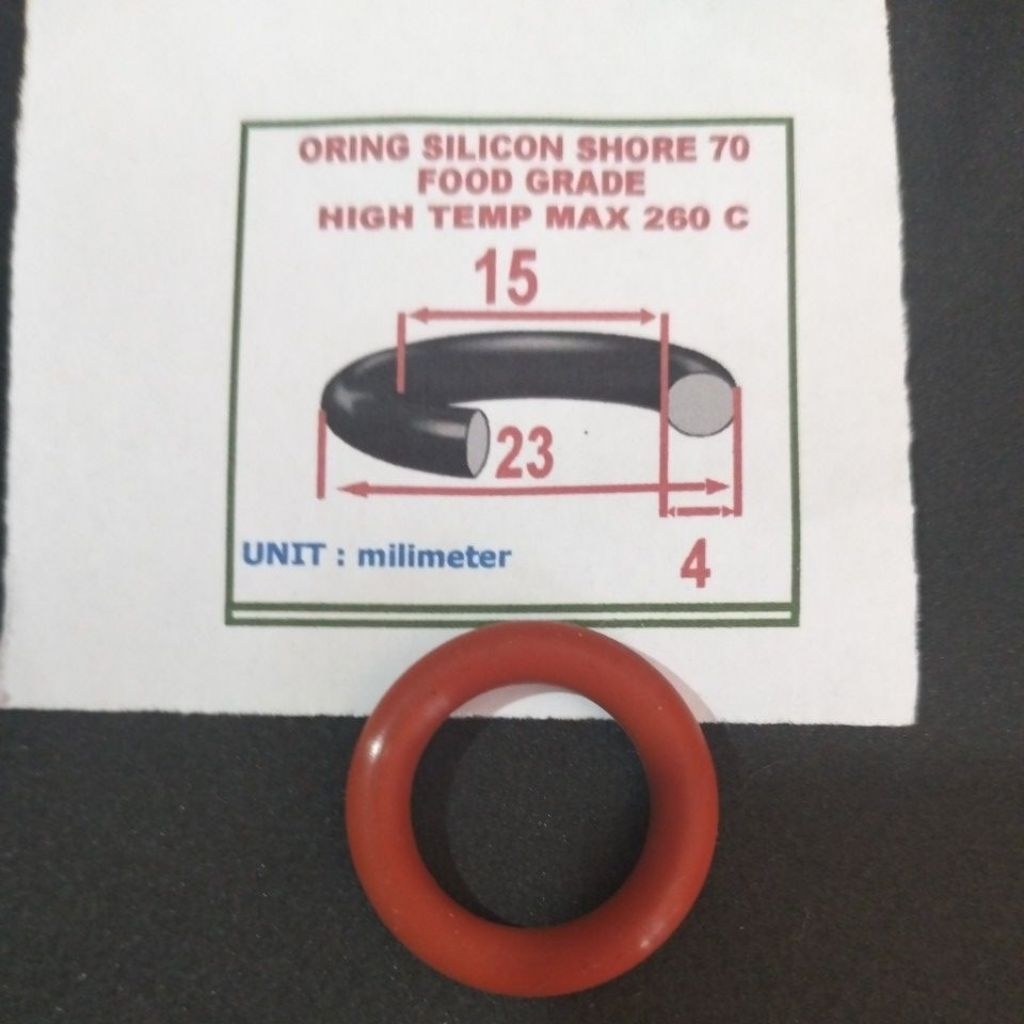 ORING SILICON SHORE 70
FOOD GRADE
HIGH TEMP MAX 260 C
15
23
UNIT : milimeter
4